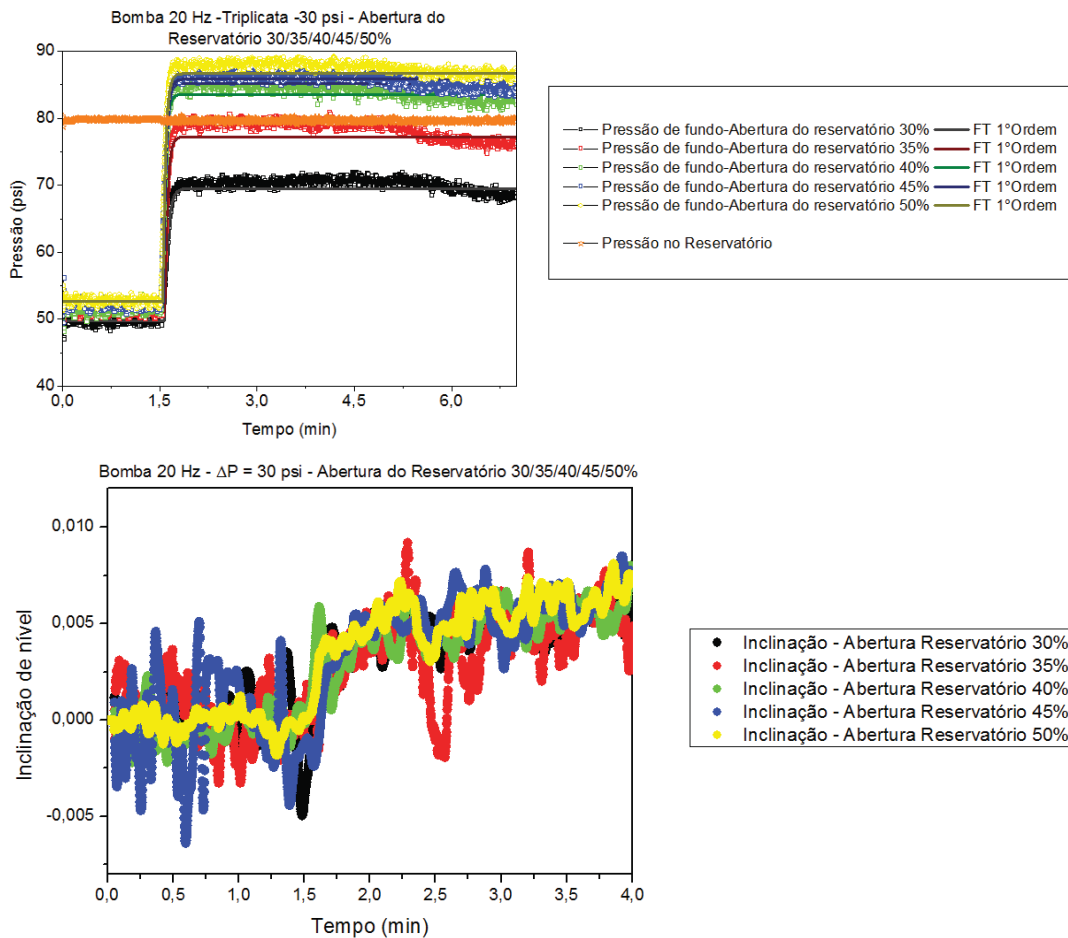 Bomba 20 Hz -Triplicata -30 psi - Abertura do
Reservatório 30/35/40/45/50%
90
80
70
60
50
40
Pressão (psi)
0,0
1,5
3,0
4,5
6,0
Tempo (min)
Pressão de fundo-Abertura do reservatório 30% FT 1°Ordem
Pressão de fundo-Abertura do reservatório 35% FT 1°Ordem
Pressão de fundo-Abertura do reservatório 40% FT 1°Ordem
Pressão de fundo-Abertura do reservatório 45% FT 1°Ordem
Pressão de fundo-Abertura do reservatório 50% FT 1°Ordem
Pressão no Reservatório
Bomba 20 Hz - ΔP = 30 psi - Abertura do Reservatório 30/35/40/45/50%
0,010
0,005
0,000
-0,005
Inclinação de nível
0,0
0,5
1,0
1,5
2,0
2,5
3,0
3,5
4,0
Tempo (min)
Inclinação - Abertura Reservatório 30%
Inclinação - Abertura Reservatório 35%
Inclinação - Abertura Reservatório 40%
Inclinação - Abertura Reservatório 45%
Inclinação - Abertura Reservatório 50%